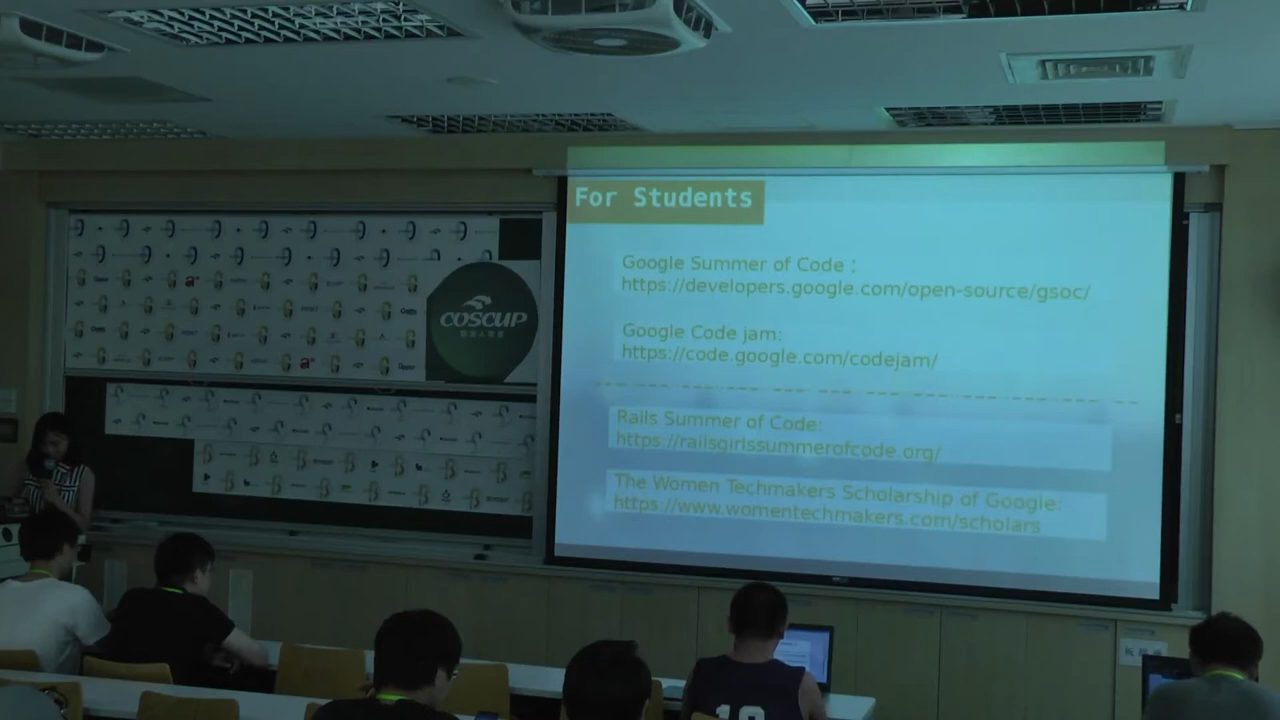 For Students
Google Summer of Code :
https://developers.google.com/open-source/gsoc/
Google Code jam:
https://code.google.com/codejam/
Rails Summer of Code:
https://railsgirlssummerofcode.org/
The Women Techmakers Scholarship of Google:
https://www.womentechmakers.com/scholars
COSCUP